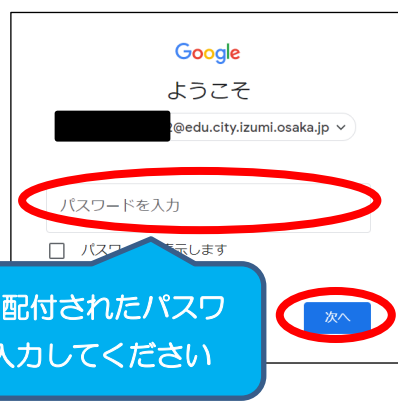 Google
ようこそ
@edu.city.izumi.osaka.jp
パスワードを入力
パスワ 示します
次へ
配付されたパスワ
入力してください